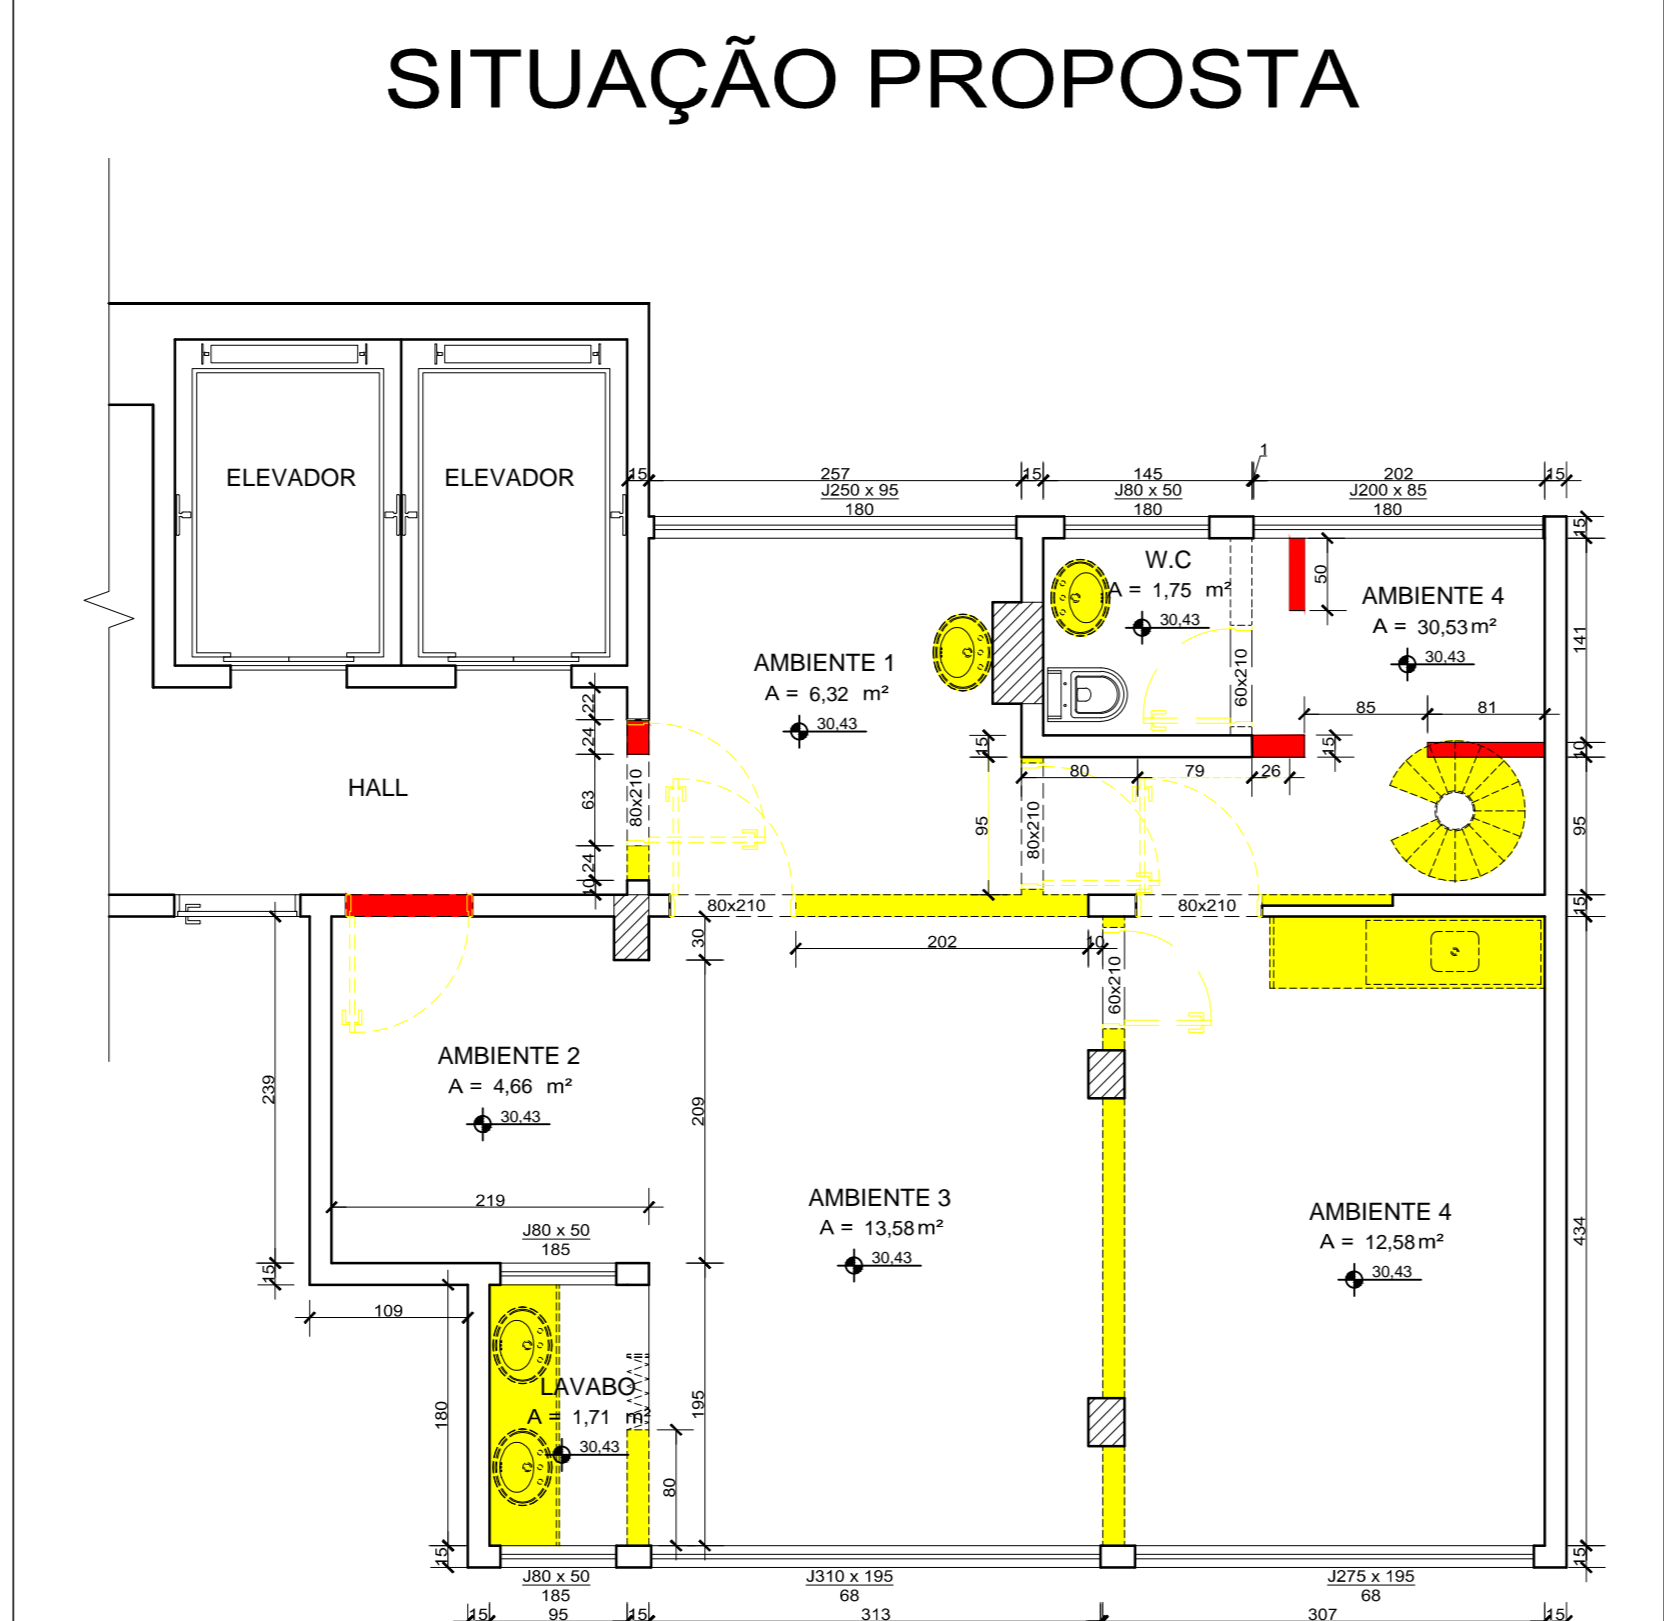 SITUAÇÃO PROPOSTA
ELEVADOR
ELEVADOR
15
257
J250 x 95
180
15
145
J80 x 50
180
1
202
J200 x 85
180
15
15
W.C
A = 1,75 m²
30,43
50
AMBIENTE 4
A = 30,53 m²
30,43
141
AMBIENTE 1
A = 6,32 m²
30,43
60x210
22
24
63
24
10
80x210
HALL
15
95
80x210
80
79
26
15
85
81
10
95
15
80x210
80x210
202
10
30
60x210
239
AMBIENTE 2
A = 4,66 m²
30,43
209
219
J80 x 50
185
15
109
AMBIENTE 3
A = 13,58 m²
30,43
AMBIENTE 4
A = 12,58 m²
30,43
434
180
LAVABO
A = 1,71 m²
30,43
195
80
15
15
J80 x 50
185
J310 x 195
68
J275 x 195
68
15
95
15
313
307
15